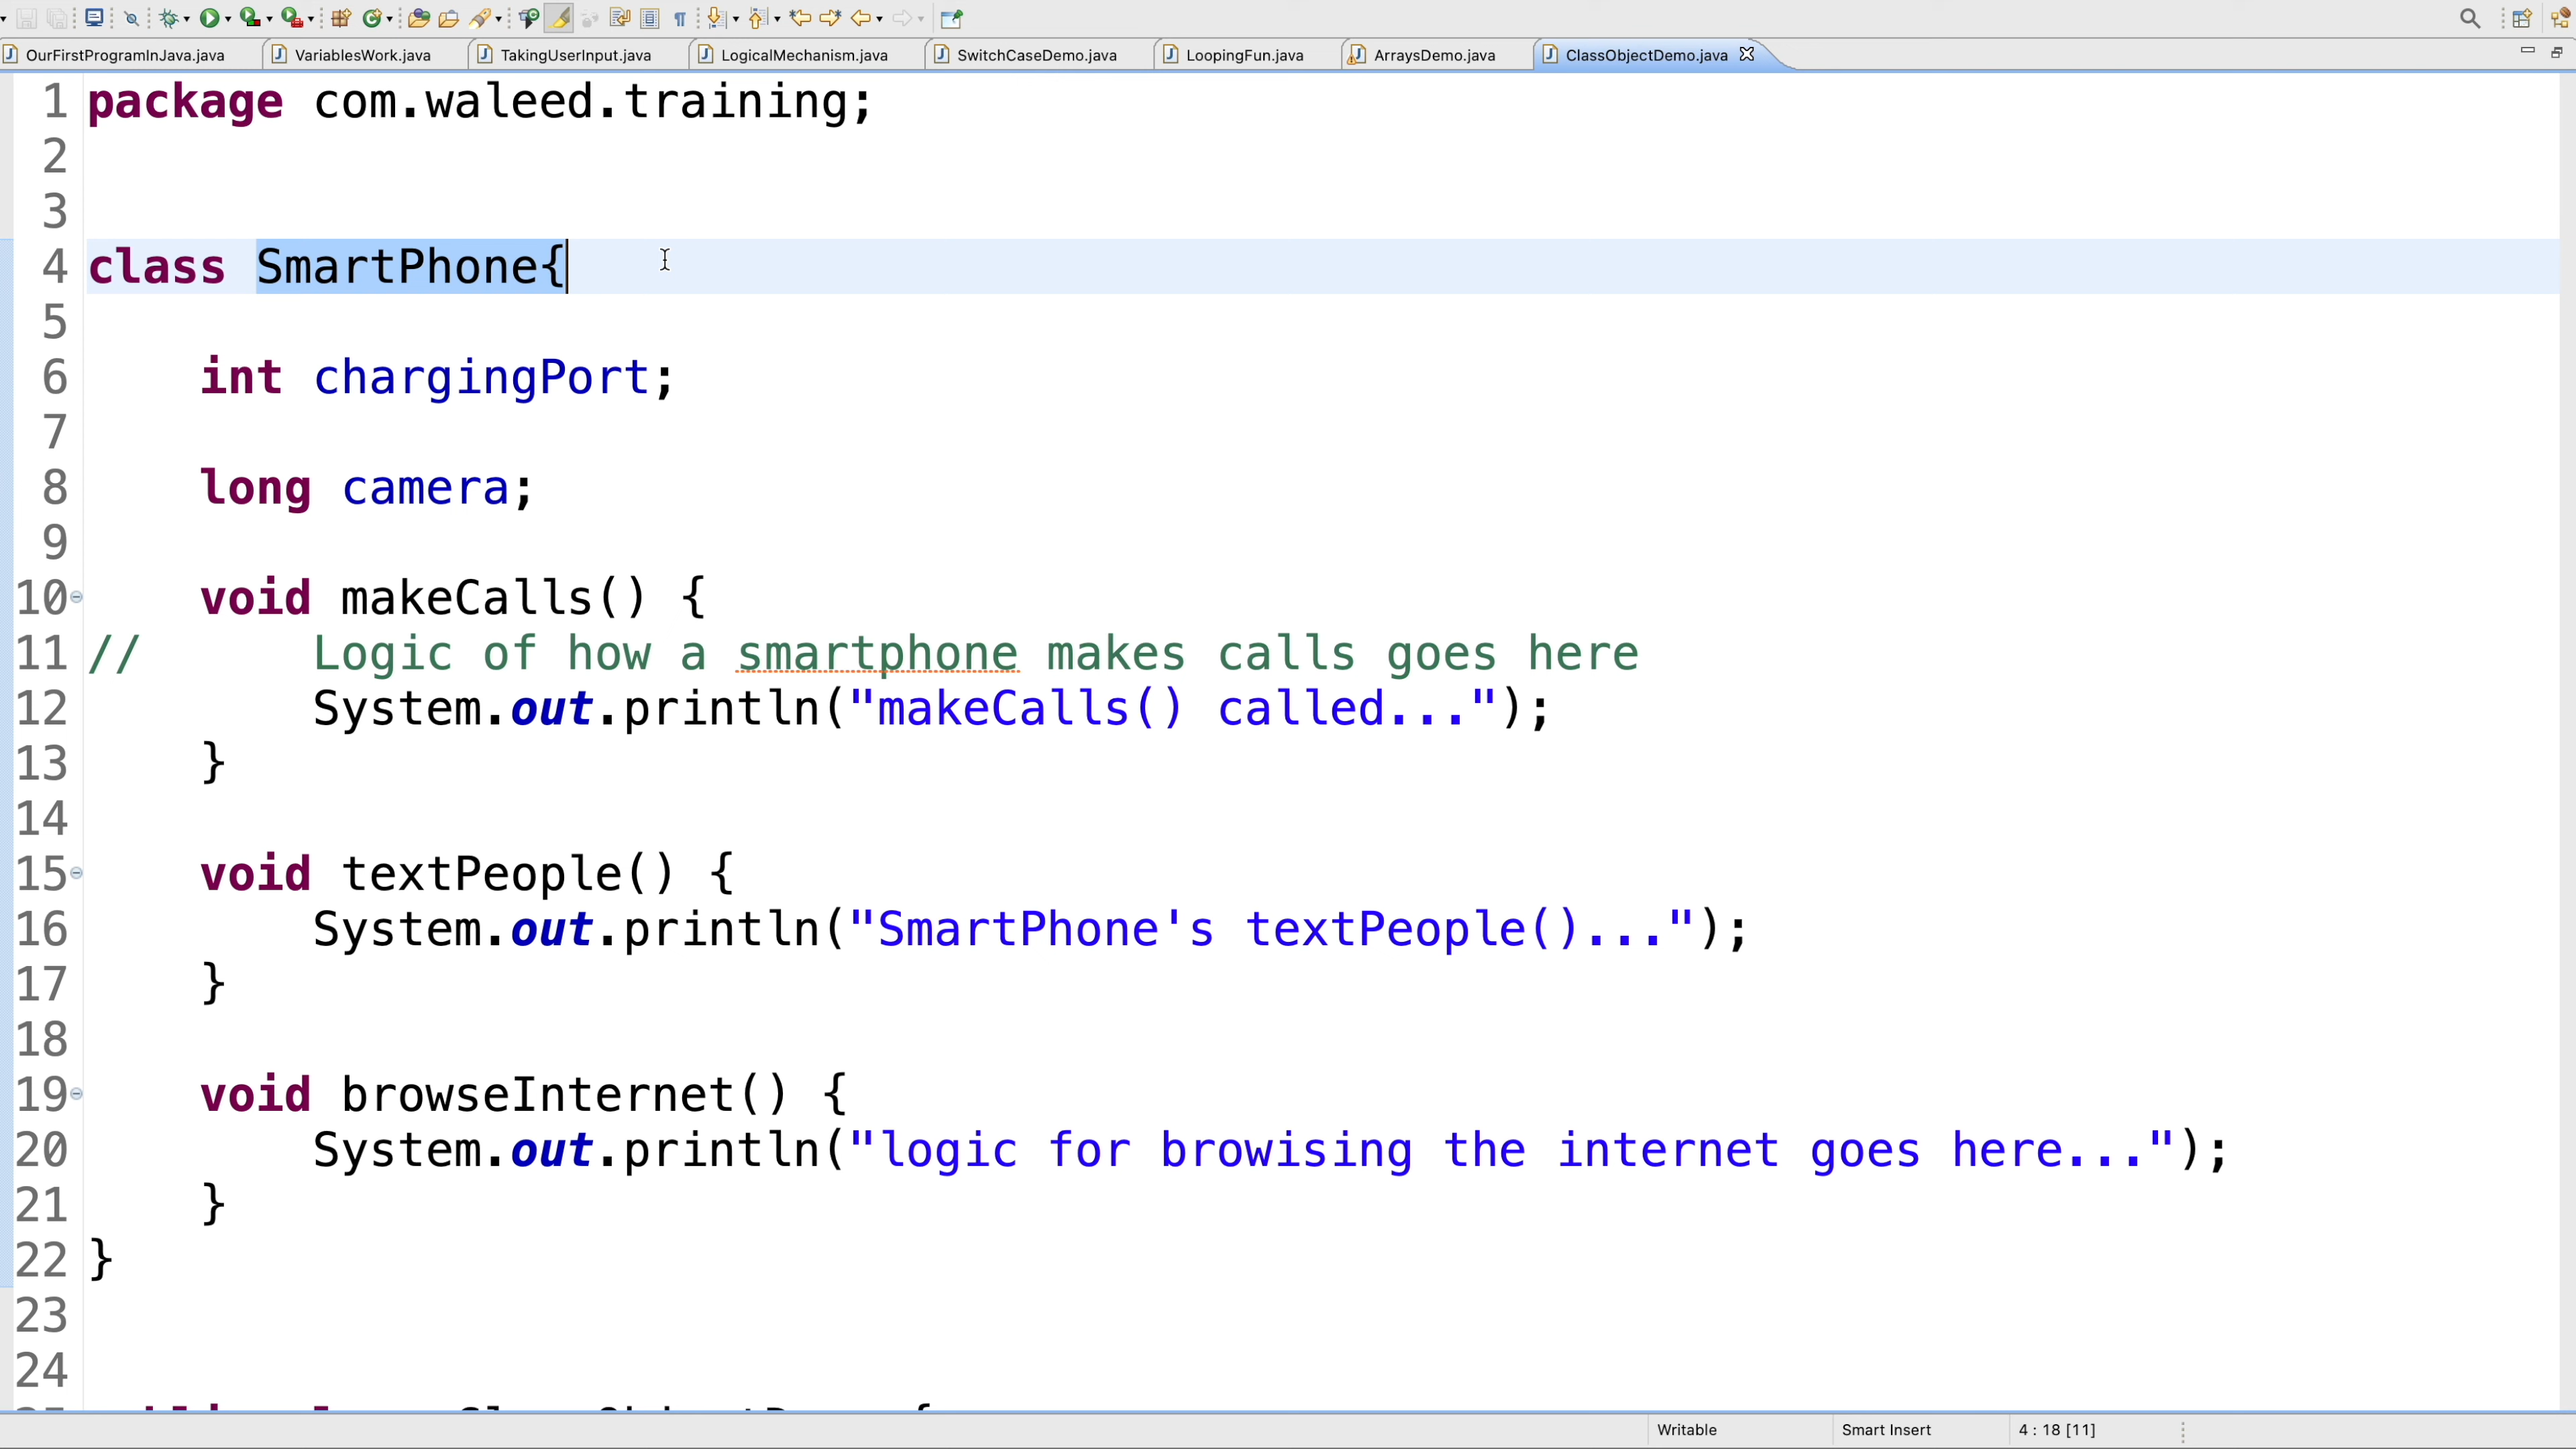 OurFirstProgramInJava.java VariablesWork.java TakingUserInput.java LogicalMechanism.java SwitchCaseDemo.java LoopingFun.java ArraysDemo.java ClassObjectDemo.java
1 package com.waleed.training;
2
3
4 class SmartPhone{
5
6 int chargingPort;
7
8 long camera;
9
10 void makeCalls() {
11 // Logic of how a smartphone makes calls goes here
12 System.out.println("makeCalls() called...");
13 }
14
15 void textPeople() {
16 System.out.println("SmartPhone's textPeople()...");
17 }
18
19 void browseInternet() {
20 System.out.println("logic for browising the internet goes here...");
21 }
22 }
23
24
Writable Smart Insert 4 : 18 [11]